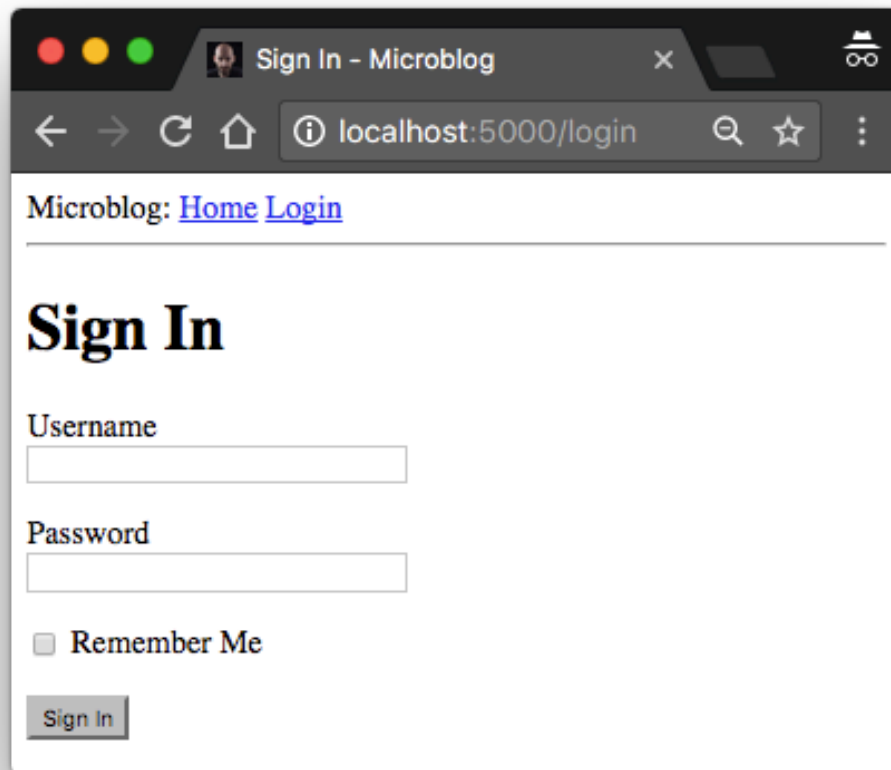 Sign In - Microblog
localhost:5000/login
Microblog: Home Login
Sign In
Username
Password
Remember Me
Sign In